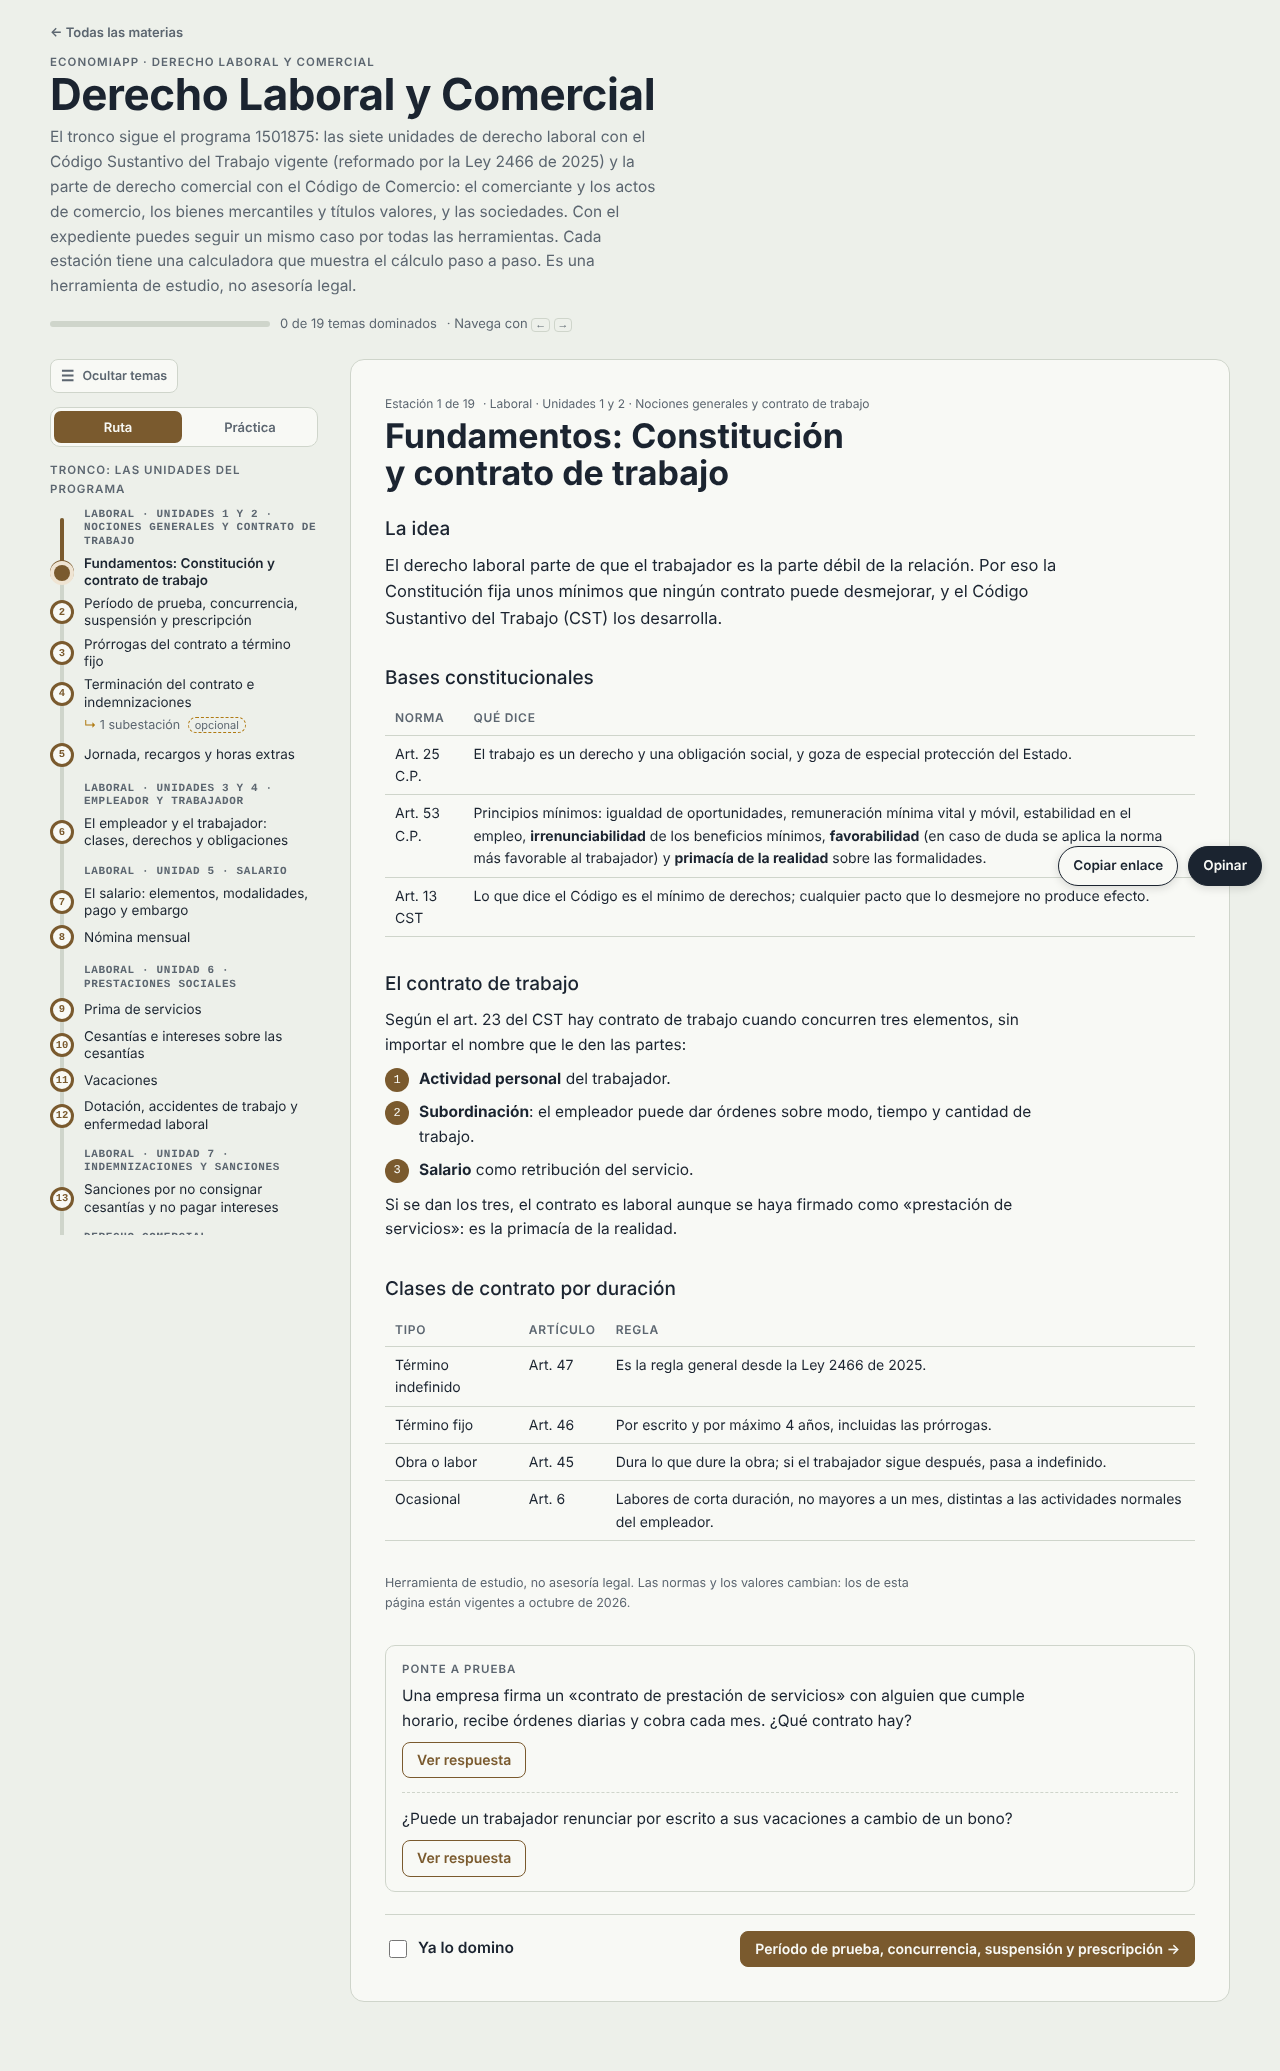 ← Todas las materias
ECONOMIAPP · DERECHO LABORAL Y COMERCIAL
Derecho Laboral y Comercial
El tronco sigue el programa 1501875: las siete unidades de derecho laboral con el
Código Sustantivo del Trabajo vigente (reformado por la Ley 2466 de 2025) y la
parte de derecho comercial con el Código de Comercio: el comerciante y los actos
de comercio, los bienes mercantiles y títulos valores, y las sociedades. Con el
expediente puedes seguir un mismo caso por todas las herramientas. Cada
estación tiene una calculadora que muestra el cálculo paso a paso. Es una
herramienta de estudio, no asesoría legal.
0 de 19 temas dominados · Navega con ← →
☰ Ocultar temas
Ruta Práctica
TRONCO: LAS UNIDADES DEL
PROGRAMA
LABORAL · UNIDADES 1 Y 2 ·
NOCIONES GENERALES Y CONTRATO DE
TRABAJO
Fundamentos: Constitución y
contrato de trabajo
2 Período de prueba, concurrencia,
suspensión y prescripción
3 Prórrogas del contrato a término
fijo
4 Terminación del contrato e
indemnizaciones
↳ 1 subestación opcional
5 Jornada, recargos y horas extras
LABORAL · UNIDADES 3 Y 4 ·
EMPLEADOR Y TRABAJADOR
6 El empleador y el trabajador:
clases, derechos y obligaciones
LABORAL · UNIDAD 5 · SALARIO
7 El salario: elementos, modalidades,
pago y embargo
8 Nómina mensual
LABORAL · UNIDAD 6 ·
PRESTACIONES SOCIALES
9 Prima de servicios
10 Cesantías e intereses sobre las
cesantías
11 Vacaciones
12 Dotación, accidentes de trabajo y
enfermedad laboral
LABORAL · UNIDAD 7 ·
INDEMNIZACIONES Y SANCIONES
13 Sanciones por no consignar
cesantías y no pagar intereses
DERECHO COMERCIAL
Estación 1 de 19 · Laboral · Unidades 1 y 2 · Nociones generales y contrato de trabajo
Fundamentos: Constitución
y contrato de trabajo
La idea
El derecho laboral parte de que el trabajador es la parte débil de la relación. Por eso la
Constitución fija unos mínimos que ningún contrato puede desmejorar, y el Código
Sustantivo del Trabajo (CST) los desarrolla.
Bases constitucionales
NORMA QUÉ DICE
Art. 25 C.P. El trabajo es un derecho y una obligación social, y goza de especial protección del Estado.
Art. 53 C.P. Principios mínimos: igualdad de oportunidades, remuneración mínima vital y móvil, estabilidad en el
empleo, irrenunciabilidad de los beneficios mínimos, favorabilidad (en caso de duda se aplica la norma
más favorable al trabajador) y primacía de la realidad sobre las formalidades.
Copiar enlace Opinar
Art. 13 CST Lo que dice el Código es el mínimo de derechos; cualquier pacto que lo desmejore no produce efecto.
El contrato de trabajo
Según el art. 23 del CST hay contrato de trabajo cuando concurren tres elementos, sin
importar el nombre que le den las partes:
1 Actividad personal del trabajador.
2 Subordinación: el empleador puede dar órdenes sobre modo, tiempo y cantidad de
trabajo.
3 Salario como retribución del servicio.
Si se dan los tres, el contrato es laboral aunque se haya firmado como «prestación de
servicios»: es la primacía de la realidad.
Clases de contrato por duración
TIPO ARTÍCULO REGLA
Término indefinido Art. 47 Es la regla general desde la Ley 2466 de 2025.
Término fijo Art. 46 Por escrito y por máximo 4 años, incluidas las prórrogas.
Obra o labor Art. 45 Dura lo que dure la obra; si el trabajador sigue después, pasa a indefinido.
Ocasional Art. 6 Labores de corta duración, no mayores a un mes, distintas a las actividades normales
del empleador.
Herramienta de estudio, no asesoría legal. Las normas y los valores cambian: los de esta
página están vigentes a octubre de 2026.
PONTE A PRUEBA
Una empresa firma un «contrato de prestación de servicios» con alguien que cumple
horario, recibe órdenes diarias y cobra cada mes. ¿Qué contrato hay?
Ver respuesta
¿Puede un trabajador renunciar por escrito a sus vacaciones a cambio de un bono?
Ver respuesta
Ya lo domino
Período de prueba, concurrencia, suspensión y prescripción →